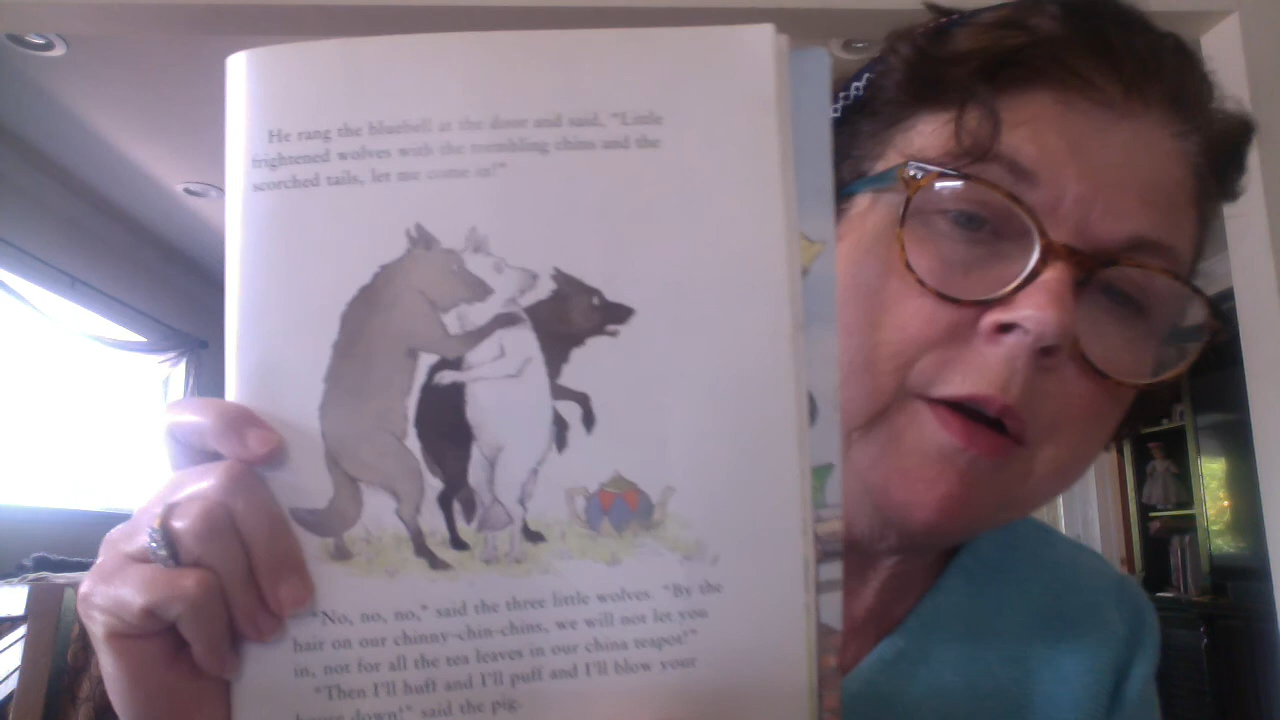 He rang the bluebell at the door and said, "Little
frightened wolves with the trembling chins and the
scorched tails, let me come in!"
"No, no, no," said the three little wolves. "By the
hair on our chinny-chin-chins, we will not let you
in, not for all the tea leaves in our china teapot!"
"Then I'll huff and I'll puff and I'll blow your
house down!" said the pig.